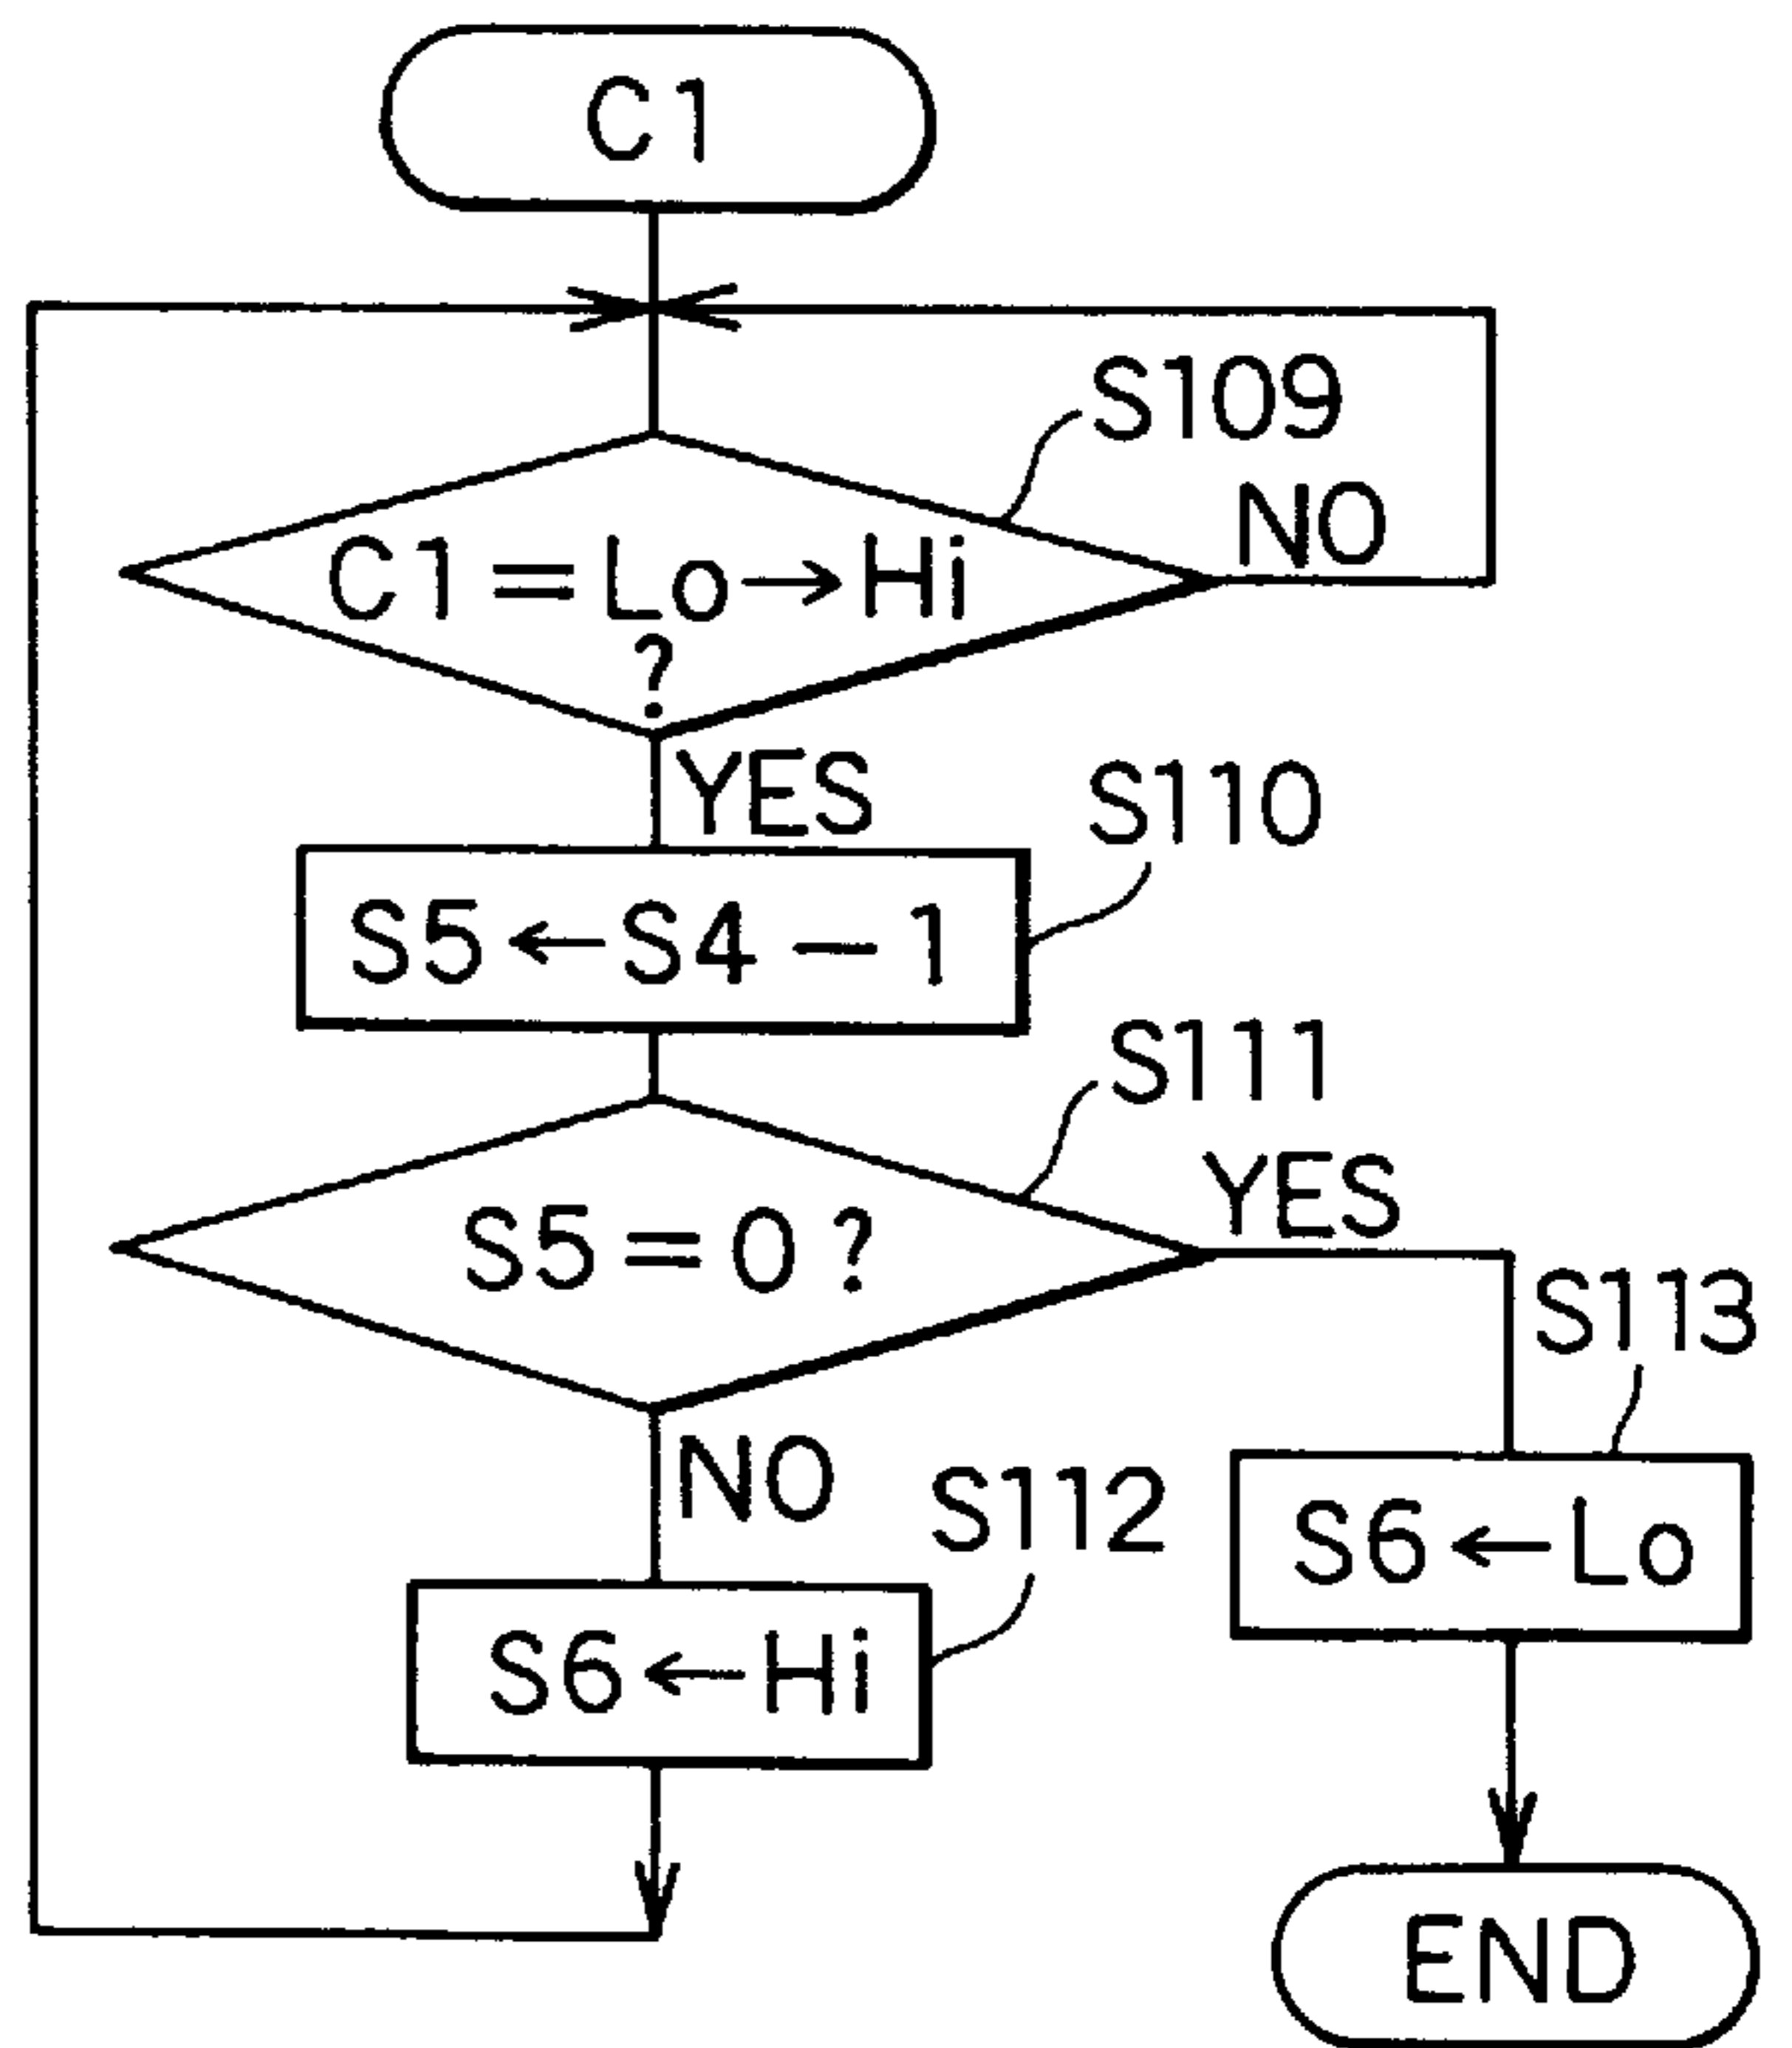 C1
S109
NO
C1=Lo→Hi
?
YES
S110
S5←S4-1
S111
YES
S5=0?
S113
NO
S112
S6←Lo
S6←Hi
END